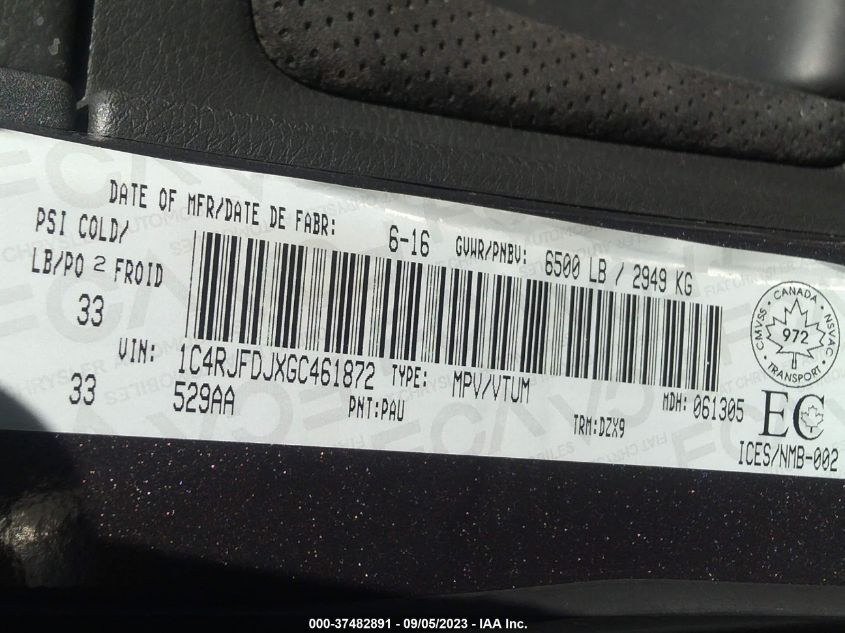 DATE OF MFR/DATE DE FABR: 6-16 GVWR/PNBV: 6500 LB / 2949 KG
PSI COLD/
LB/PO 2 FROID
33
VIN: 1C4RJFDJXGC461872 TYPE: MPV/VTUM MDH: 061305
33 529AA PNT:PAU TRM:DZX9
CMVSS CANADA NSVAC
972
TRANSPORT
EC
ICES/NMB-002
000-37482891 - 09/05/2023 - IAA Inc.